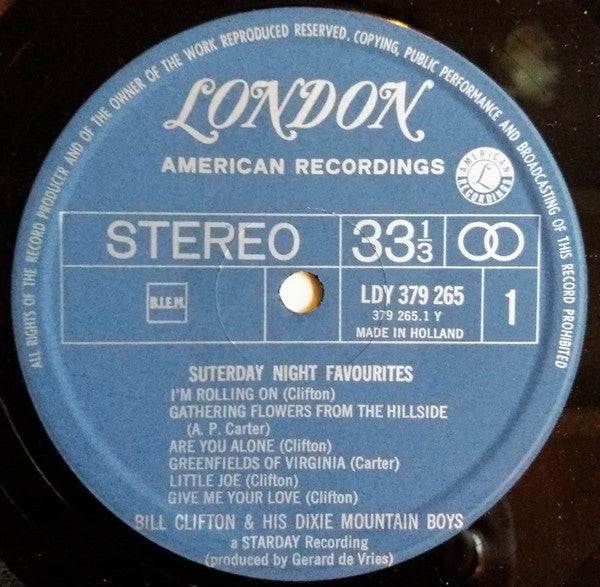 ALL RIGHTS OF THE RECORD PRODUCER AND OF THE OWNER OF THE WORK REPRODUCED RESERVED. COPYING, PUBLIC PERFORMANCE AND BROADCASTING OF THIS RECORD PROHIBITED
LONDON
AMERICAN RECORDINGS
AMERICAN
L
RECORDINGS
STEREO 33 1/3
B.I.E.M.
LDY 379 265
379 265.1 Y
MADE IN HOLLAND
1
SUTERDAY NIGHT FAVOURITES
I'M ROLLING ON (Clifton)
GATHERING FLOWERS FROM THE HILLSIDE
(A. P. Carter)
ARE YOU ALONE (Clifton)
GREENFIELDS OF VIRGINIA (Carter)
LITTLE JOE (Clifton)
GIVE ME YOUR LOVE (Clifton)
BILL CLIFTON & HIS DIXIE MOUNTAIN BOYS
a STARDAY Recording
(produced by Gerard de Vries)